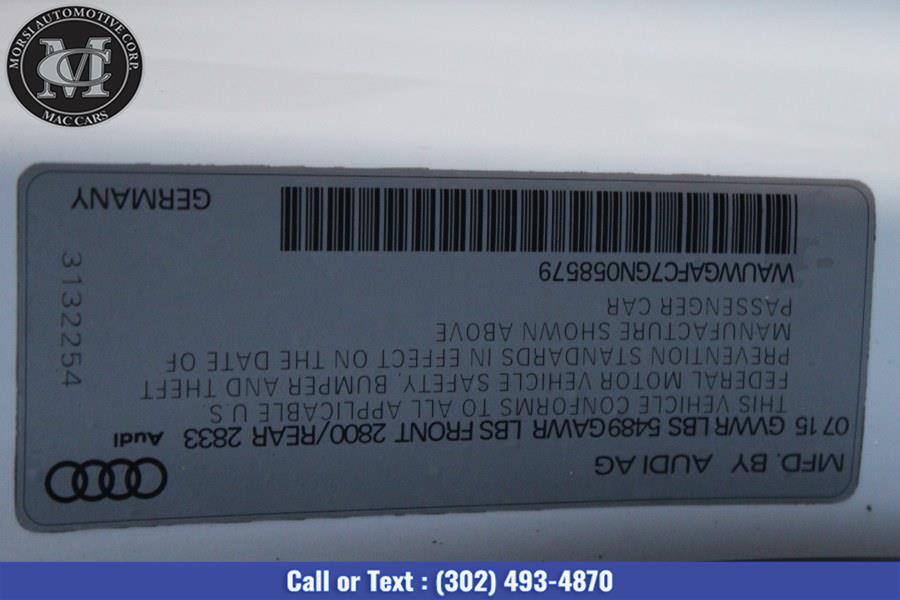 MORSI AUTOMOTIVE CORP.
MC
MAC CARS
MFD. BY AUDI AG
07 15 GVWR LBS 5489 GAWR LBS FRONT 2800/REAR 2833
Audi
THIS VEHICLE CONFORMS TO ALL APPLICABLE U.S.
FEDERAL MOTOR VEHICLE SAFETY, BUMPER AND THEFT
PREVENTION STANDARDS IN EFFECT ON THE DATE OF
MANUFACTURE SHOWN ABOVE
PASSENGER CAR
WAUWGAFC7GN058579
GERMANY
3132254
Call or Text : (302) 493-4870